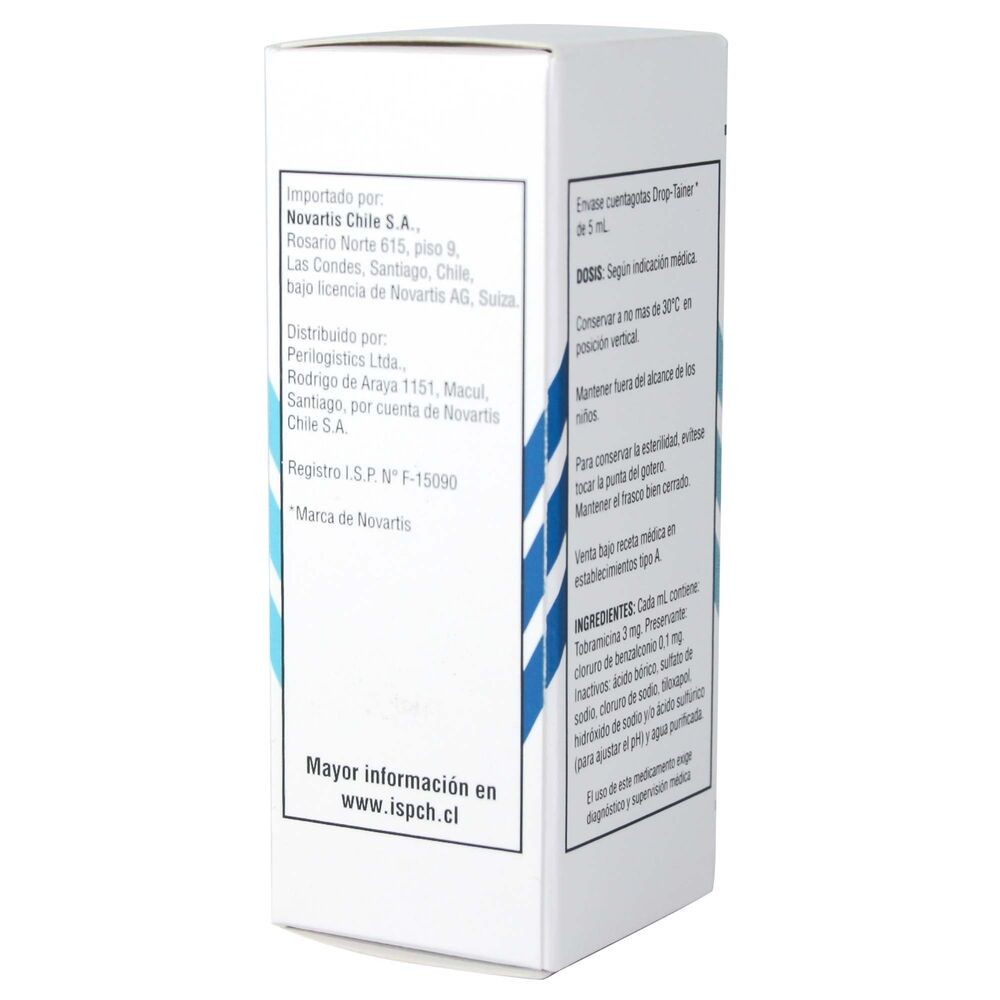 Importado por:
Novartis Chile S.A.,
Rosario Norte 615, piso 9,
Las Condes, Santiago, Chile,
bajo licencia de Novartis AG, Suiza.
Distribuido por:
Perilogistics Ltda.,
Rodrigo de Araya 1151, Macul,
Santiago, por cuenta de Novartis
Chile S.A.
Registro I.S.P. N° F-15090
*Marca de Novartis
Mayor información en
www.ispch.cl
Envase cuentagotas Drop-Tainer*
de 5 mL.
DOSIS: Según indicación médica.
Conservar a no mas de 30°C en
posición vertical.
Mantener fuera del alcance de los
niños.
Para conservar la esterilidad, evítese
tocar la punta del gotero.
Mantener el frasco bien cerrado.
Venta bajo receta médica en
establecimientos tipo A.
INGREDIENTES: Cada mL contiene:
Tobramicina 3 mg. Preservante:
cloruro de benzalconio 0,1 mg.
Inactivos: ácido bórico, sulfato de
sodio, cloruro de sodio, tiloxapol,
hidróxido de sodio y/o ácido sulfúrico
(para ajustar el pH) y agua purificada.
El uso de este medicamento exige
diagnóstico y supervisión médica